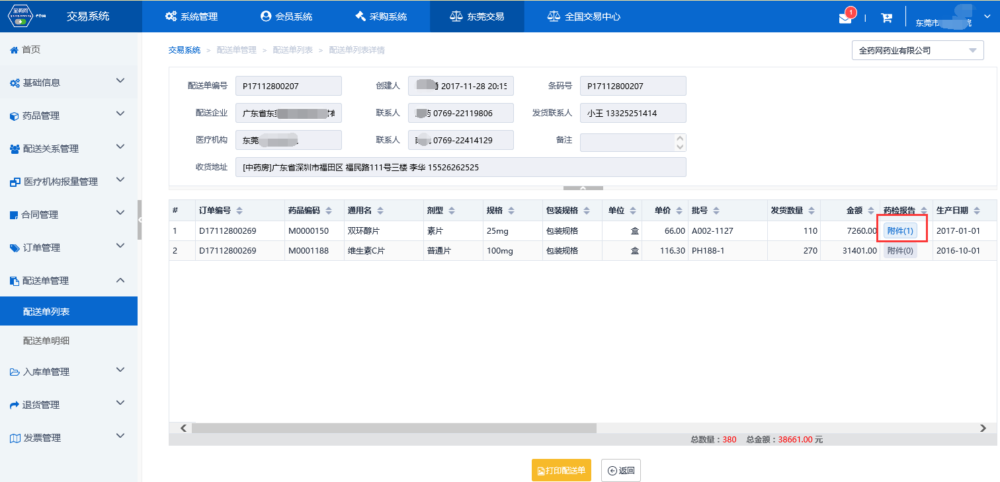 全药网 .COM 交易系统 系统管理 会员系统 采购系统 东莞交易 全国交易中心 1 东莞市 院
首页
基础信息
药品管理
配送关系管理
医疗机构报量管理
合同管理
订单管理
配送单管理
配送单列表
配送单明细
入库单管理
退货管理
发票管理
交易系统 > 配送单管理 > 配送单列表 > 配送单列表详情 全药网药业有限公司
配送单编号 P17112800207 创建人 2017-11-28 20:15 条码号 P17112800207
配送企业 广东省东 联系人 药 0769-22119806 发货联系人 小王 13325251414
医疗机构 东莞 联系人 0769-22414129 备注
收货地址 [中药房]广东省深圳市福田区 福民路111号三楼 李华 15526262525
# 订单编号 药品编码 通用名 剂型 规格 包装规格 单位 单价 批号 发货数量 金额 药检报告 生产日期
1 D17112800269 M0000150 双环醇片 素片 25mg 包装规格 盒 66.00 A002-1127 110 7260.00 附件(1) 2017-01-01
2 D17112800269 M0001188 维生素C片 普通片 100mg 包装规格 盒 116.30 PH188-1 270 31401.00 附件(0) 2016-10-01
总数量：380 总金额：38661.00 元
打印配送单 返回